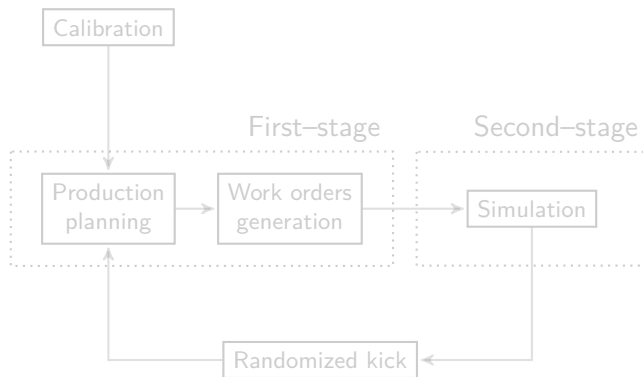 Calibration
First–stage
Second–stage
Production
planning
Work orders
generation
Simulation
Randomized kick